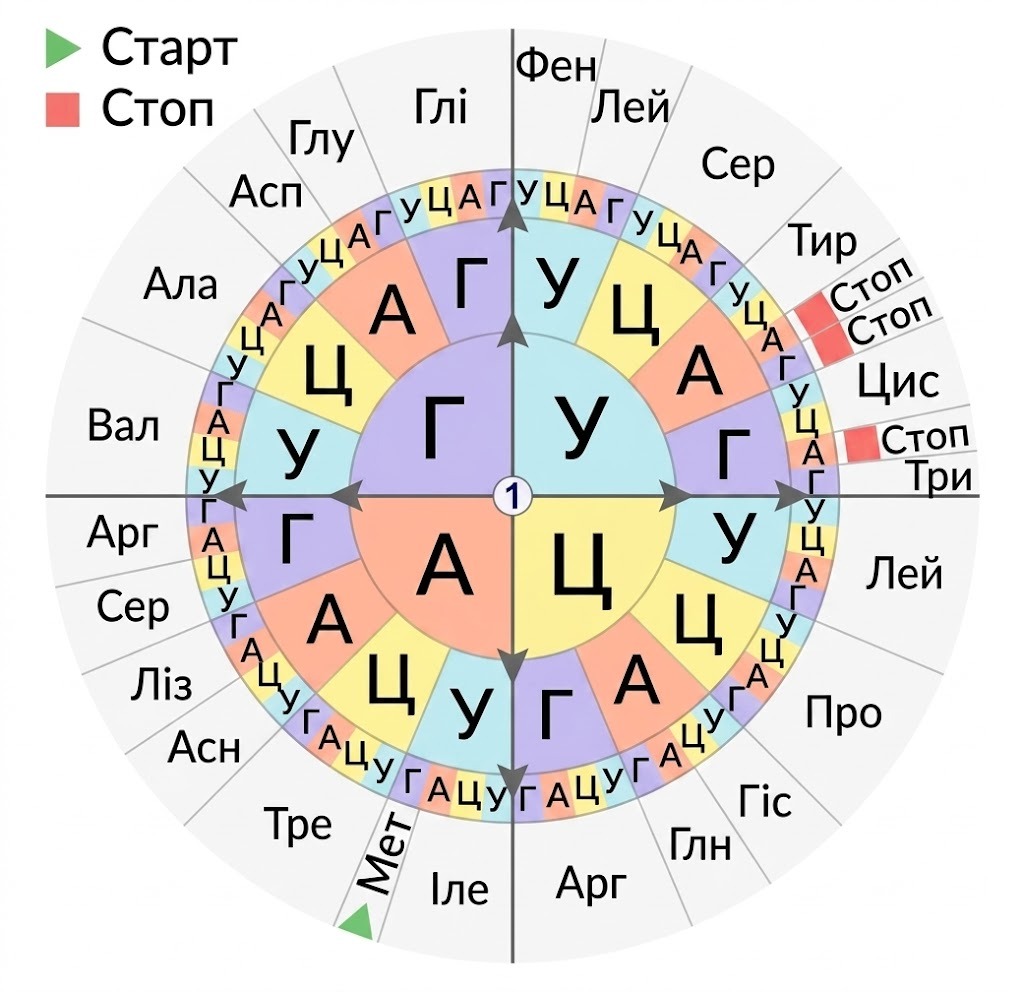 Старт
Стоп
Фен
Лей
Сер
Тир
Стоп
Стоп
Цис
Стоп
Три
Лей
Про
Гіс
Глн
Арг
Іле
Мет
Тре
Асн
Ліз
Сер
Арг
Вал
Ала
Асп
Глу
Глі
У Ц А Г У Ц А Г У Ц А Г У Ц А Г
У Ц А Г У Ц А Г У Ц А Г У Ц А Г
У Ц А Г У Ц А Г У Ц А Г У Ц А Г
У Ц А Г У Ц А Г У Ц А Г У Ц А Г
У Ц А Г
У Ц А Г
У Ц А Г
У Ц А Г
У Ц А Г
1